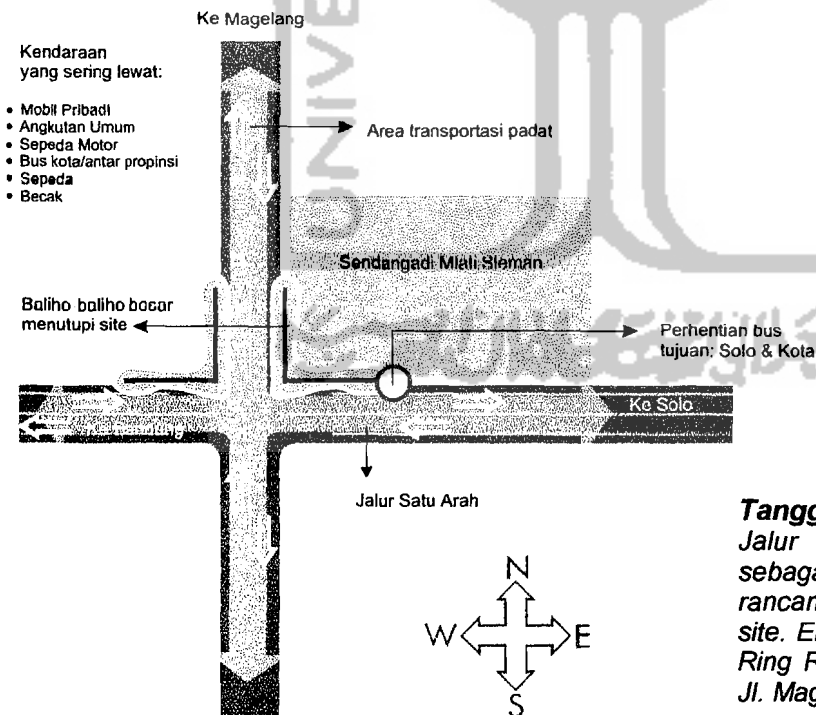 Ke Magelang
Kendaraan
yang sering lewat:
• Mobil Pribadi
• Angkutan Umum
• Sepeda Motor
• Bus kota/antar propinsi
• Sepeda
• Becak
Area transportasi padat
UNIVE
Sendangadi Mlati Sleman
Baliho baliho besar
menutupi site
Perhentian bus
tujuan: Solo & Kota
Ke Solo
Jalur Satu Arah
N
W E
S
Tangg
Jalur
sebaga
rancan
site. E
Ring R
Jl. Mag